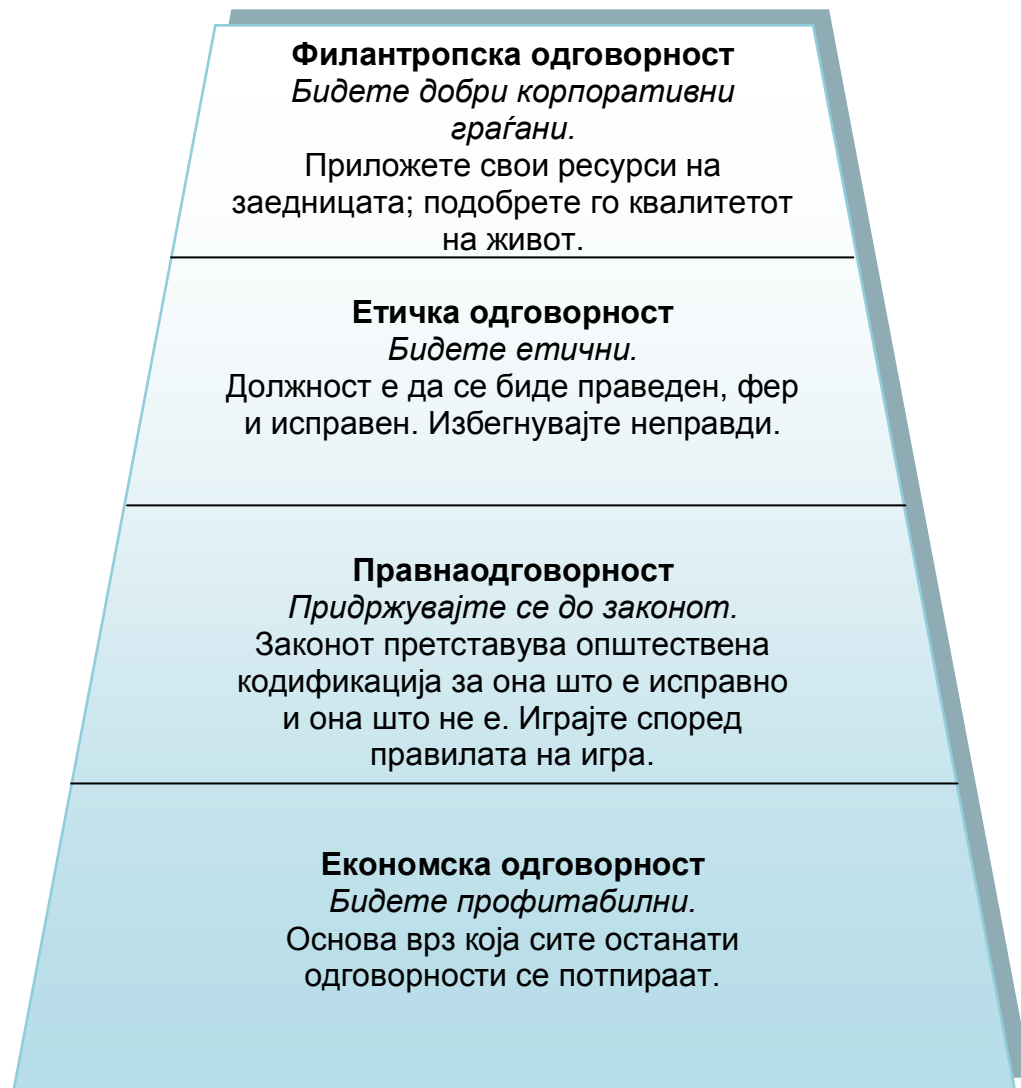 Филантропска одговорност
Бидете добри корпоративни
граѓани.
Приложете свои ресурси на
заедницата; подобрете го квалитетот
на живот.
Етичка одговорност
Бидете етични.
Должност е да се биде праведен, фер
и исправен. Избегнувајте неправди.
Правнаодговорност
Придржувајте се до законот.
Законот претставува општествена
кодификација за она што е исправно
и она што не е. Играјте според
правилата на игра.
Економска одговорност
Бидете профитабилни.
Основа врз која сите останати
одговорности се потпираат.